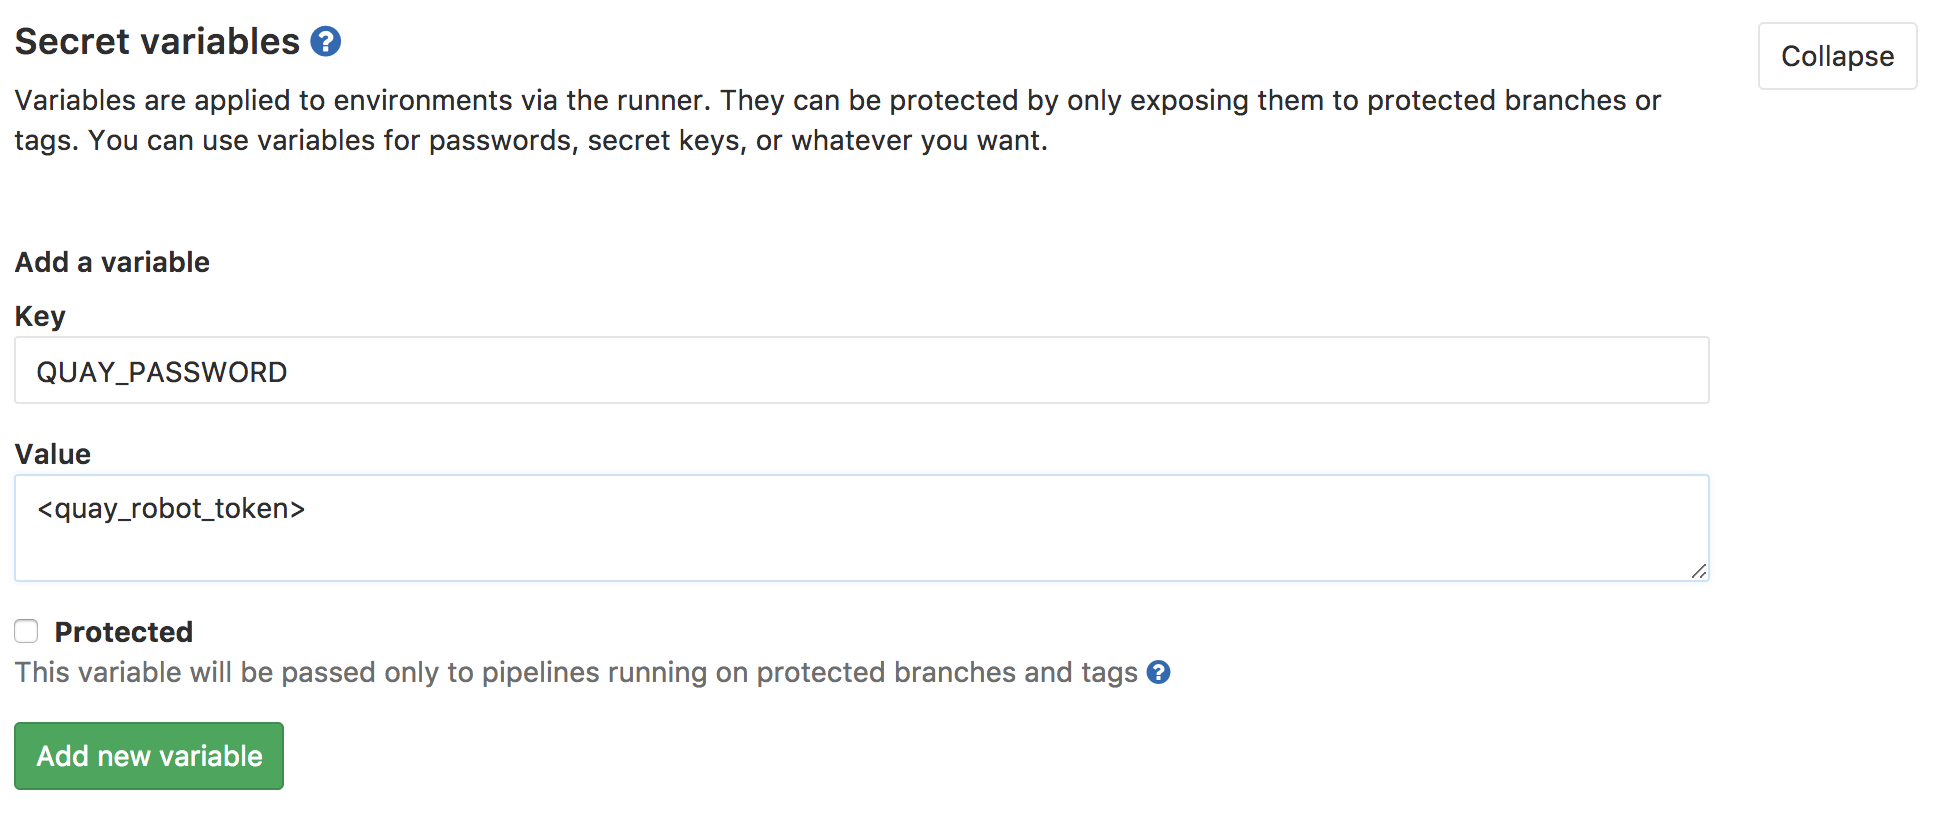 Secret variables ?
Collapse
Variables are applied to environments via the runner. They can be protected by only exposing them to protected branches or
tags. You can use variables for passwords, secret keys, or whatever you want.
Add a variable
Key
QUAY_PASSWORD
Value
<quay_robot_token>
Protected
This variable will be passed only to pipelines running on protected branches and tags ?
Add new variable